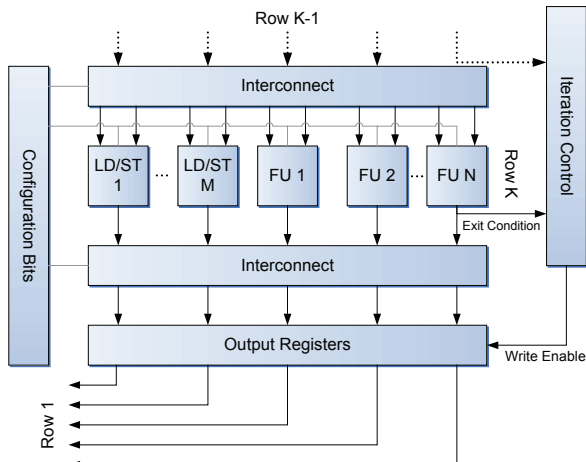 Row K-1
Interconnect
Iteration Control
Configuration Bits
LD/ST
1
...
LD/ST
M
FU 1
FU 2
...
FU N
Row K
Exit Condition
Interconnect
Output Registers
Write Enable
Row 1